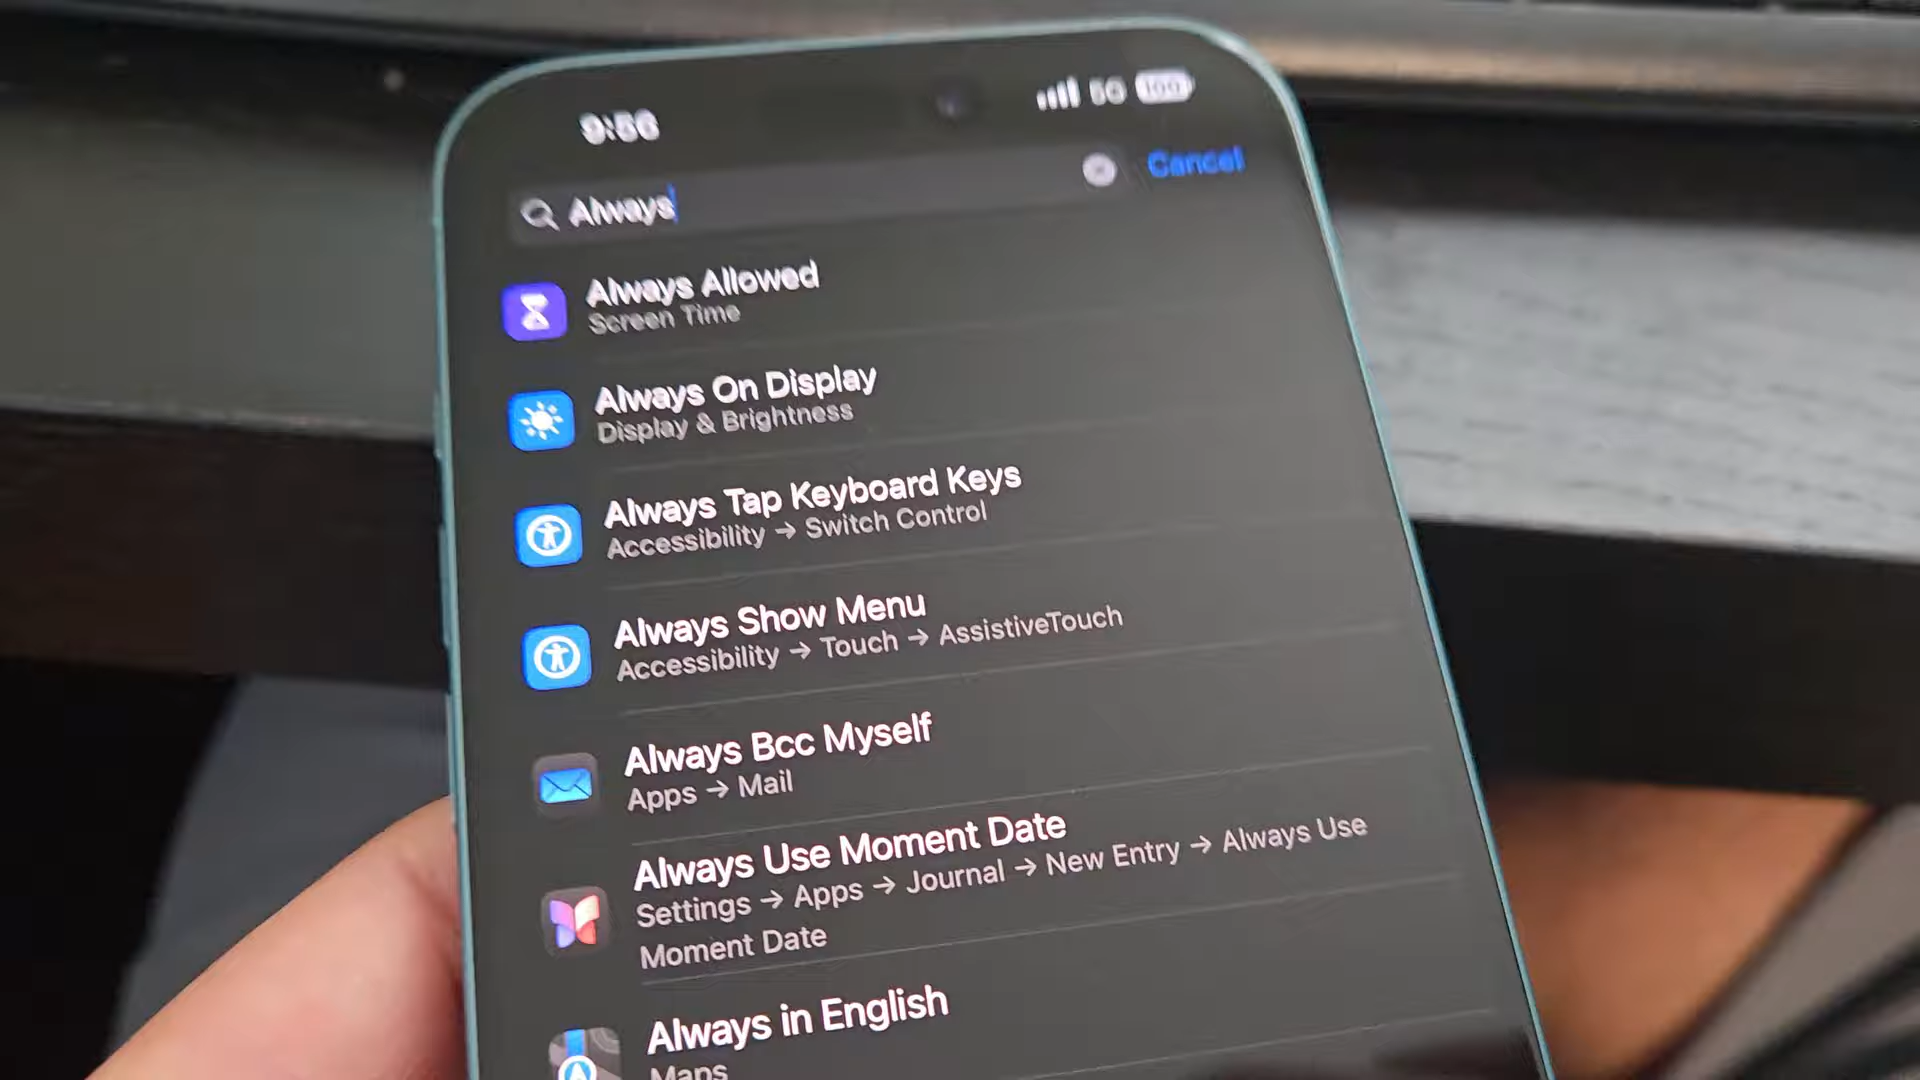 9:56
5G 100
Always
Cancel
Always Allowed
Screen Time
Always On Display
Display & Brightness
Always Tap Keyboard Keys
Accessibility → Switch Control
Always Show Menu
Accessibility → Touch → AssistiveTouch
Always Bcc Myself
Apps → Mail
Always Use Moment Date
Settings → Apps → Journal → New Entry → Always Use
Moment Date
Always in English
Maps